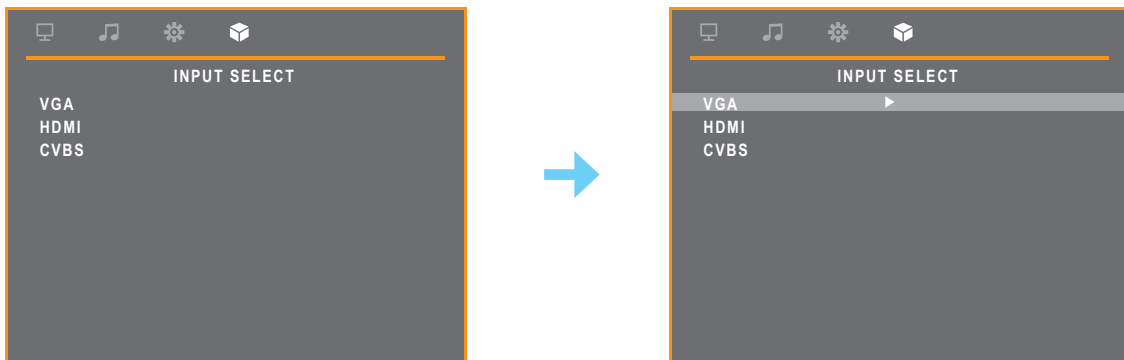 INPUT SELECT
VGA
HDMI
CVBS
INPUT SELECT
VGA
HDMI
CVBS